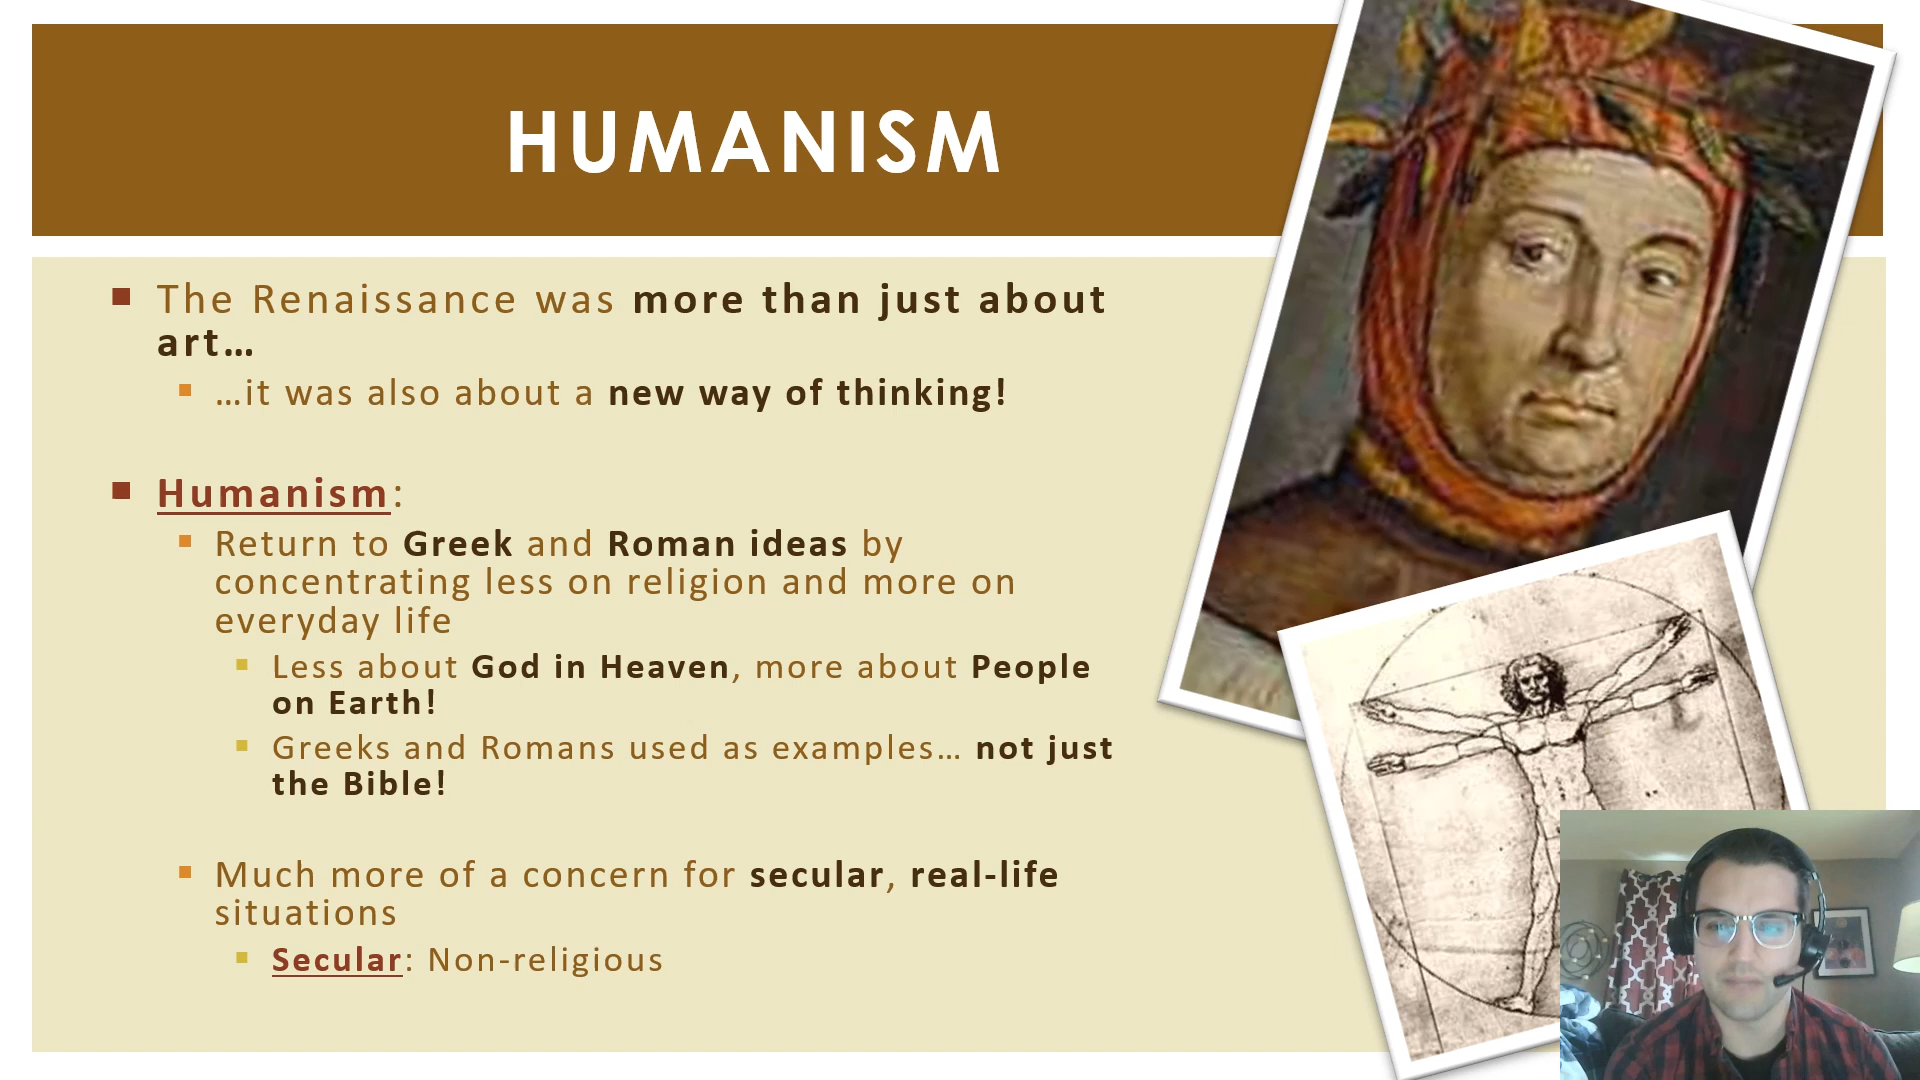 HUMANISM
The Renaissance was more than just about
art…
…it was also about a new way of thinking!
Humanism:
Return to Greek and Roman ideas by
concentrating less on religion and more on
everyday life
Less about God in Heaven, more about People
on Earth!
Greeks and Romans used as examples… not just
the Bible!
Much more of a concern for secular, real-life
situations
Secular: Non-religious